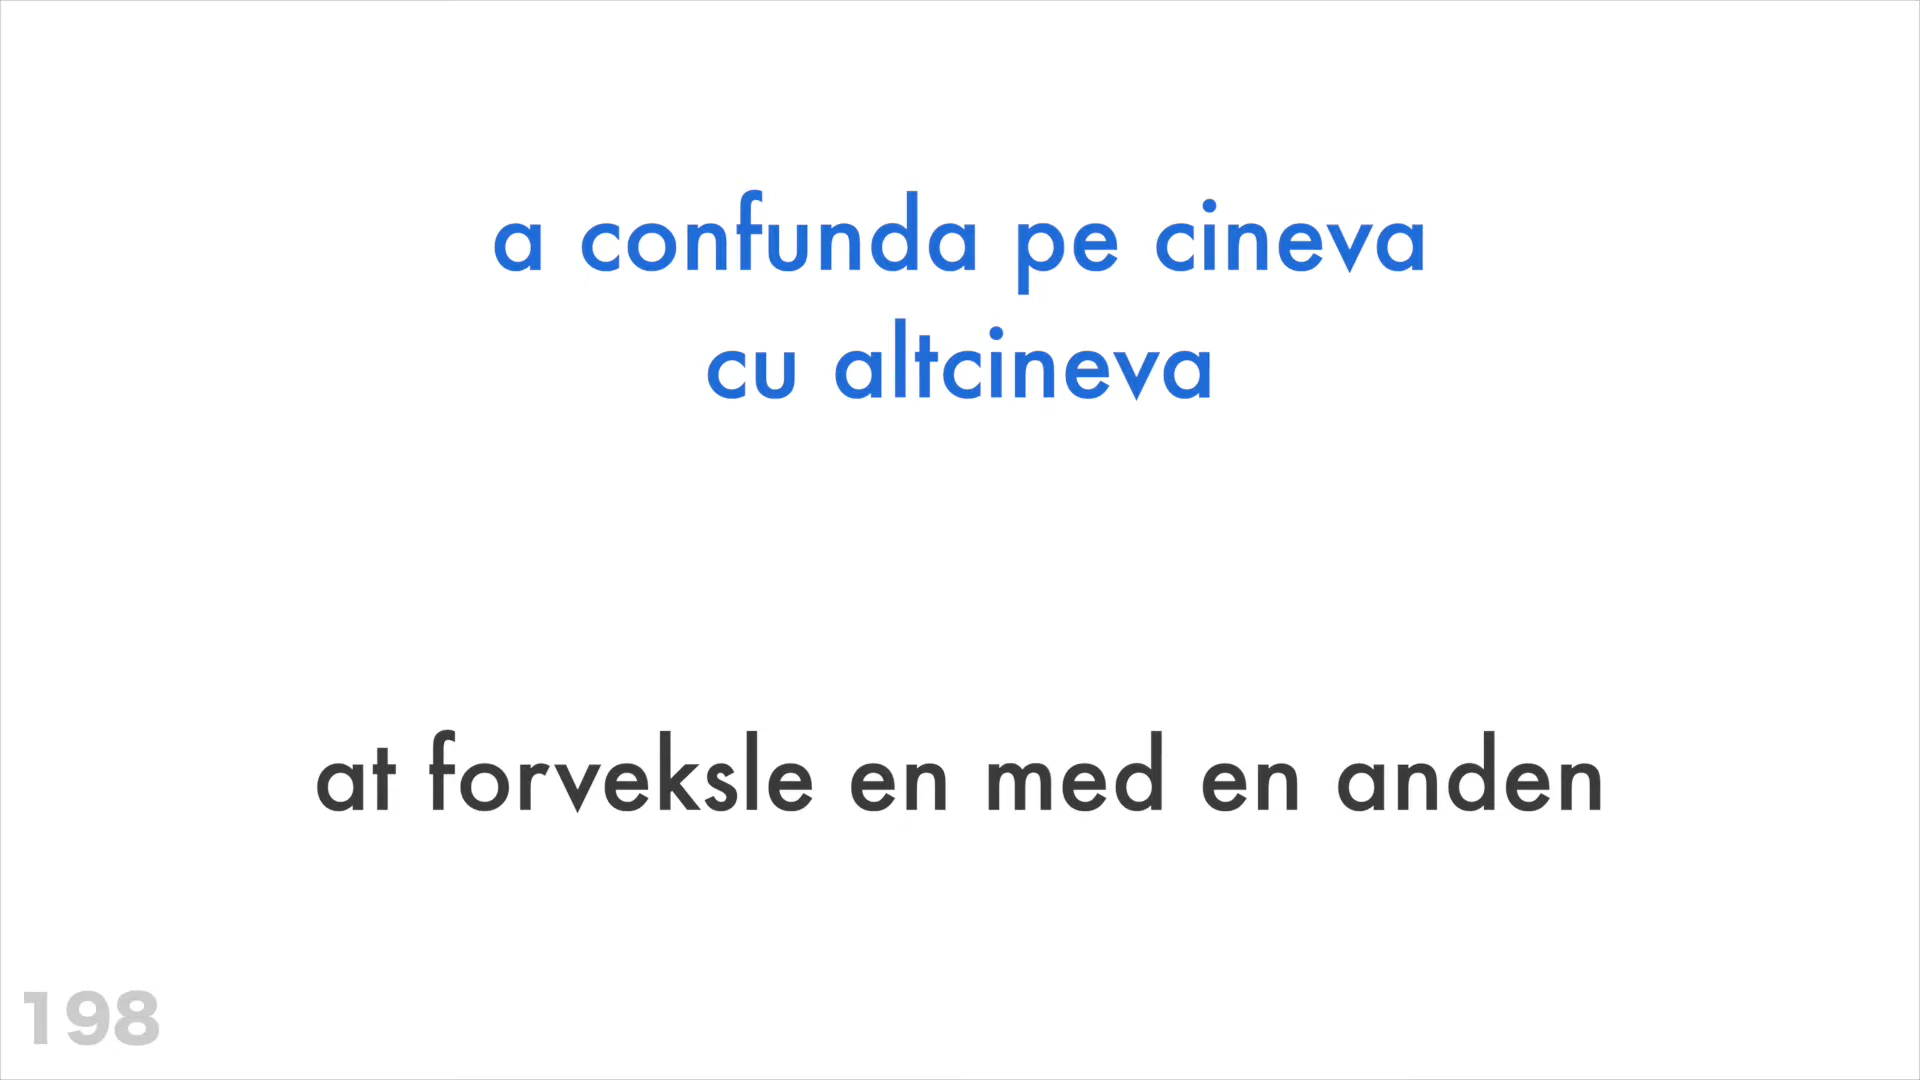 a confunda pe cineva
cu altcineva
at forveksle en med en anden
198